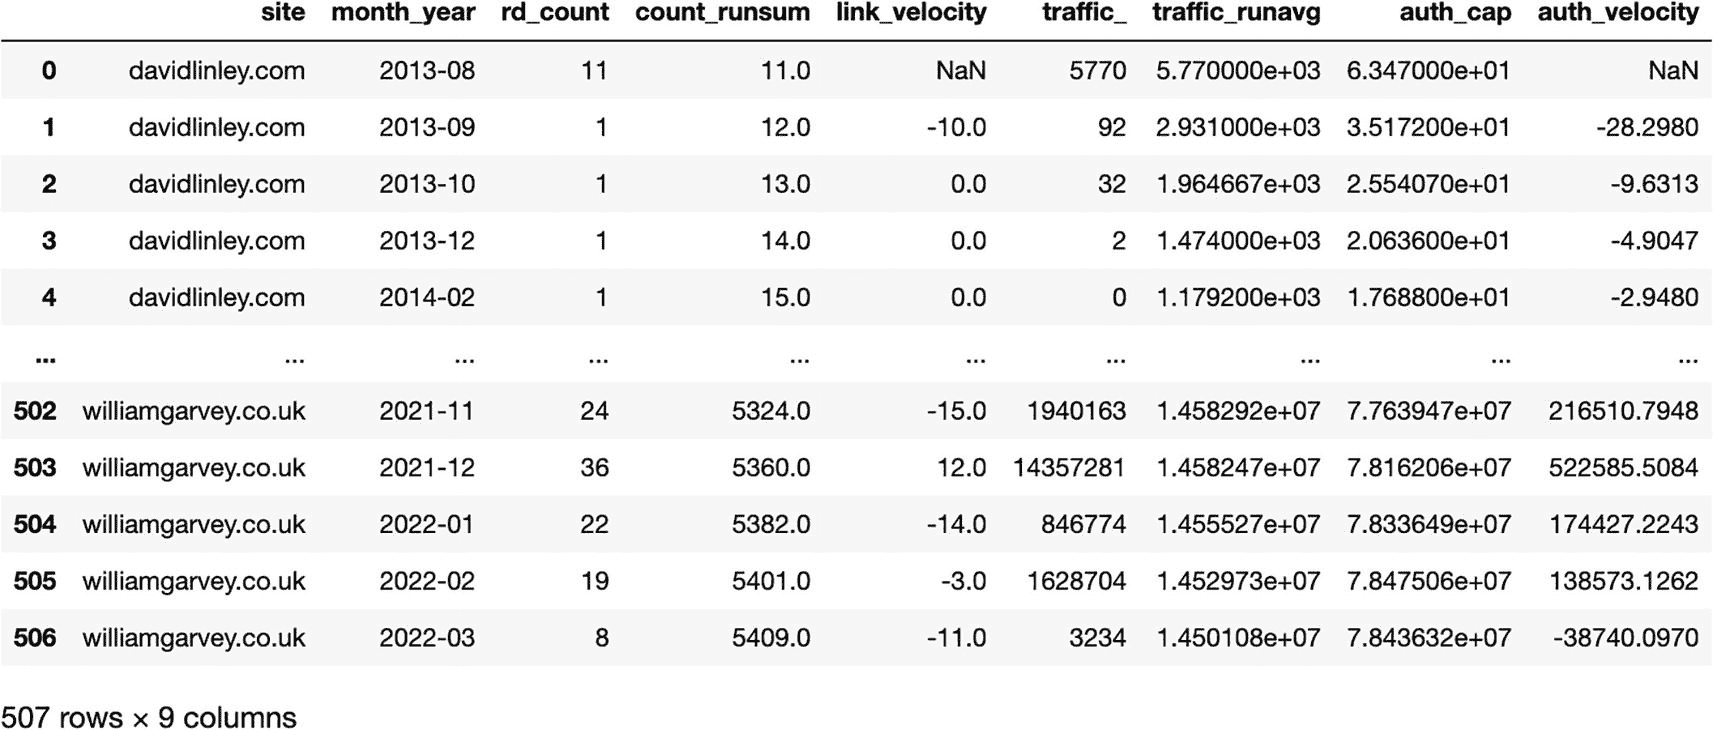 site month_year rd_count count_runsum link_velocity traffic_ traffic_runavg auth_cap auth_velocity
0 davidlinley.com 2013-08 11 11.0 NaN 5770 5.770000e+03 6.347000e+01 NaN
1 davidlinley.com 2013-09 1 12.0 -10.0 92 2.931000e+03 3.517200e+01 -28.2980
2 davidlinley.com 2013-10 1 13.0 0.0 32 1.964667e+03 2.554070e+01 -9.6313
3 davidlinley.com 2013-12 1 14.0 0.0 2 1.474000e+03 2.063600e+01 -4.9047
4 davidlinley.com 2014-02 1 15.0 0.0 0 1.179200e+03 1.768800e+01 -2.9480
... ... ... ... ... ... ... ... ... ...
502 williamgarvey.co.uk 2021-11 24 5324.0 -15.0 1940163 1.458292e+07 7.763947e+07 216510.7948
503 williamgarvey.co.uk 2021-12 36 5360.0 12.0 14357281 1.458247e+07 7.816206e+07 522585.5084
504 williamgarvey.co.uk 2022-01 22 5382.0 -14.0 846774 1.455527e+07 7.833649e+07 174427.2243
505 williamgarvey.co.uk 2022-02 19 5401.0 -3.0 1628704 1.452973e+07 7.847506e+07 138573.1262
506 williamgarvey.co.uk 2022-03 8 5409.0 -11.0 3234 1.450108e+07 7.843632e+07 -38740.0970
507 rows × 9 columns